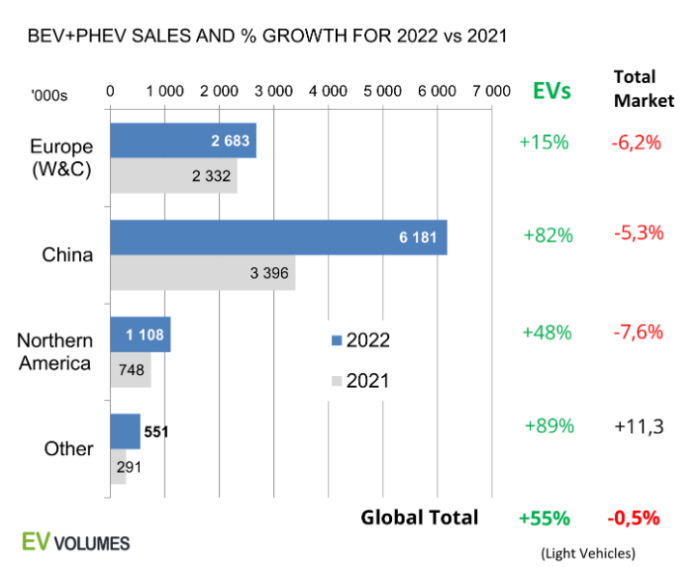 BEV+PHEV SALES AND % GROWTH FOR 2022 vs 2021
'000s 0 1 000 2 000 3 000 4 000 5 000 6 000 7 000 EVs Total
Market
Europe
(W&C)
2 683
2 332
+15% -6,2%
China
6 181
3 396
+82% -5,3%
Northern
America
1 108
748
+48% -7,6%
2022
2021
Other
551
291
+89% +11,3
Global Total +55% -0,5%
EV VOLUMES
(Light Vehicles)